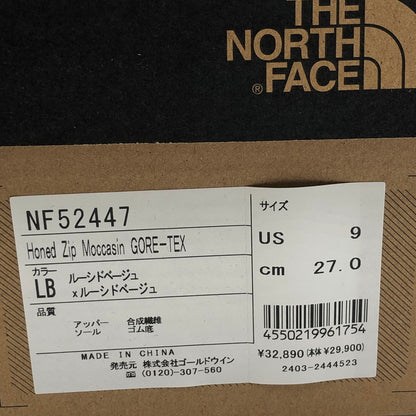 THE
NORTH
FACE
®
NF52447
Honed Zip Moccasin GORE-TEX
カラー
LB ルーシドベージュ
xルーシドベージュ
品質
アッパー 合成繊維
ソール ゴム底
MADE IN CHINA
発売元 株式会社ゴールドウイン
☎(0120)-307-560
サイズ
US 9
cm 27.0
4550219961754
¥32,890(本体¥29,900)
2403-2444523